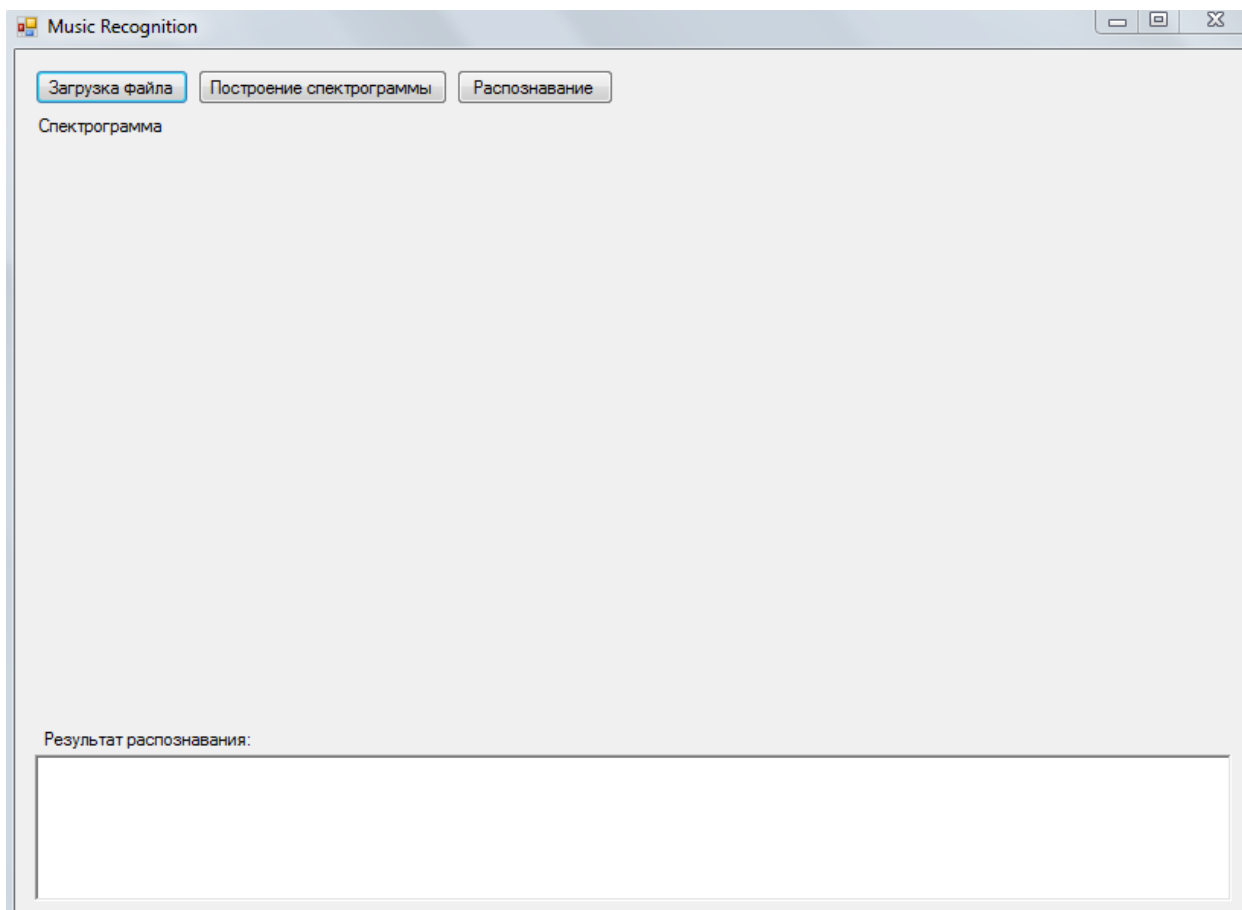 Music Recognition
Загрузка файла Построение спектрограммы Распознавание
Спектрограмма
Результат распознавания: